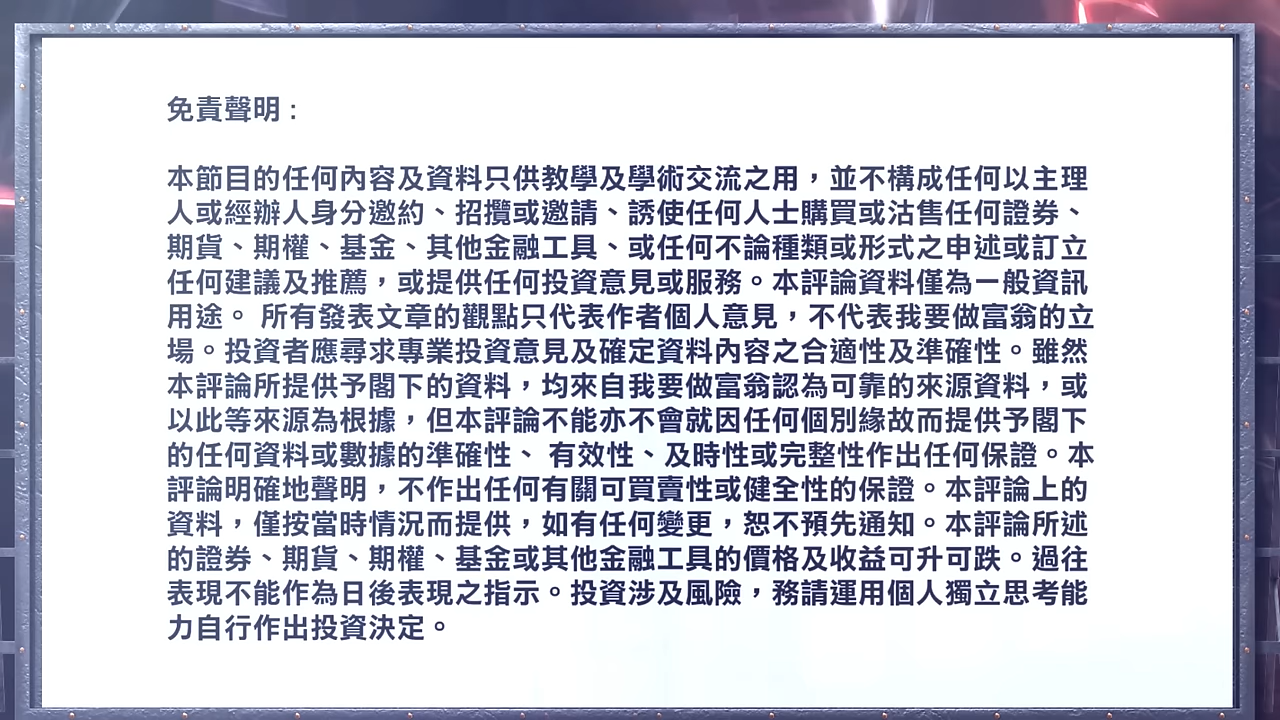 免責聲明 :
本節目的任何內容及資料只供教學及學術交流之用，並不構成任何以主理
人或經辦人身分邀約、招攬或邀請、誘使任何人士購買或沽售任何證券、
期貨、期權、基金、其他金融工具、或任何不論種類或形式之申述或訂立
任何建議及推薦，或提供任何投資意見或服務。本評論資料僅為一般資訊
用途。 所有發表文章的觀點只代表作者個人意見，不代表我要做富翁的立
場。投資者應尋求專業投資意見及確定資料內容之合適性及準確性。雖然
本評論所提供予閣下的資料，均來自我要做富翁認為可靠的來源資料，或
以此等來源為根據，但本評論不能亦不會就因任何個別緣故而提供予閣下
的任何資料或數據的準確性、 有效性、及時性或完整性作出任何保證。本
評論明確地聲明，不作出任何有關可買賣性或健全性的保證。本評論上的
資料，僅按當時情況而提供，如有任何變更，恕不預先通知。本評論所述
的證券、期貨、期權、基金或其他金融工具的價格及收益可升可跌。過往
表現不能作為日後表現之指示。投資涉及風險，務請運用個人獨立思考能
力自行作出投資決定。